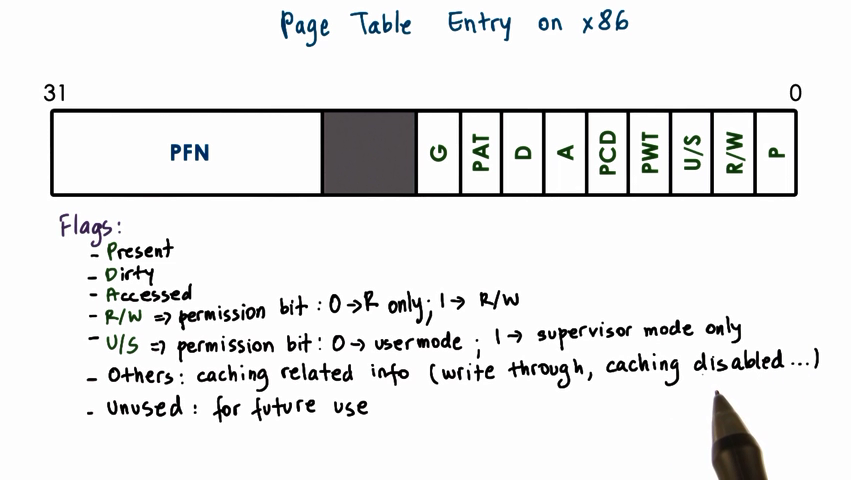 Page Table Entry on x86
31 0
PFN G PAT D A PCD PWT U/S R/W P
Flags:
- Present
- Dirty
- Accessed
- R/W => permission bit : 0 → R only; 1 → R/W
- U/S => permission bit: 0 → usermode ; 1 → supervisor mode only
- Others: caching related info (write through, caching disabled...)
- Unused : for future use